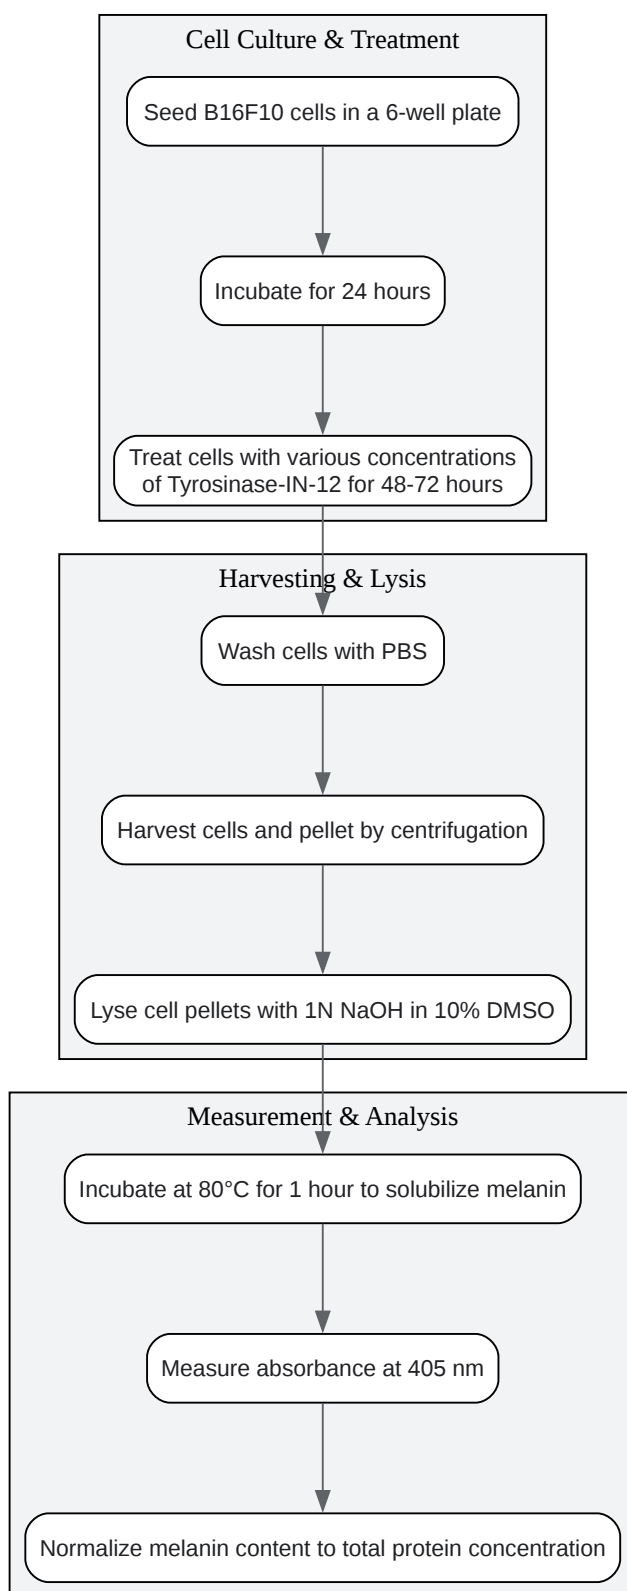 Cell Culture & Treatment
Seed B16F10 cells in a 6-well plate
Incubate for 24 hours
Treat cells with various concentrations
of Tyrosinase-IN-12 for 48-72 hours
Harvesting & Lysis
Wash cells with PBS
Harvest cells and pellet by centrifugation
Lyse cell pellets with 1N NaOH in 10% DMSO
Measurement & Analysis
Incubate at 80°C for 1 hour to solubilize melanin
Measure absorbance at 405 nm
Normalize melanin content to total protein concentration